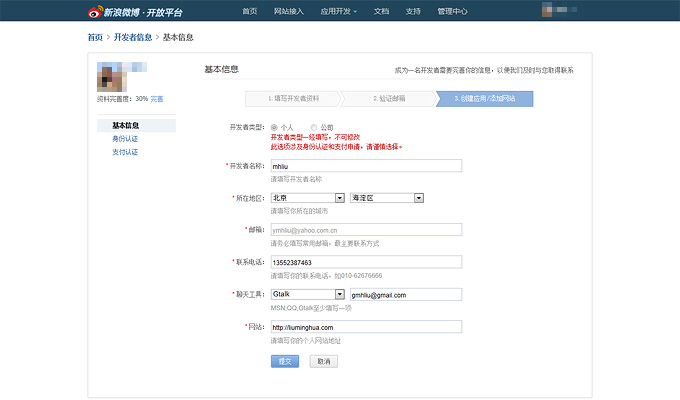 新浪微博·开放平台
首页 网站接入 应用开发 文档 支持 管理中心
首页 > 开发者信息 > 基本信息
资料完善度: 30% 完善
基本信息
身份认证
支付认证
基本信息
成为一名开发者需要完善你的信息，以便我们及时与您取得联系
1. 填写开发者资料 2. 验证邮箱 3. 创建应用/添加网站
开发者类型: 个人 公司
开发者类型一经填写，不可修改
此选项涉及身份认证和支付申请，请谨慎选择。
*开发者名称: mhliu
请填写开发者名称
*所在地区: 北京 海淀区
请填写你所在的城市
*邮箱: ymhliu@yahoo.com.cn
请务必填写常用邮箱，最主要联系方式
*联系电话: 13552387463
请填写你的联系电话，如010-62676666
*聊天工具: Gtalk gmhliu@gmail.com
MSN,QQ,Gtalk至少填写一项
*网站: http://liuminghua.com
请填写你的个人网站地址
提交 取消